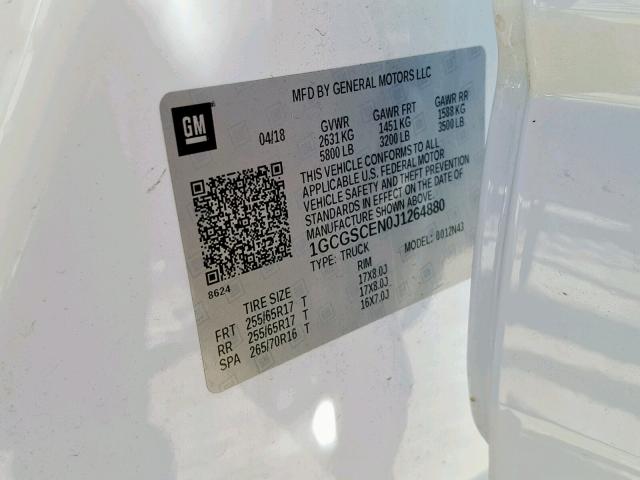 MFD BY GENERAL MOTORS LLC
GM
04/18
GVWR GAWR FRT GAWR RR
2631 KG 1451 KG 1588 KG
5800 LB 3200 LB 3500 LB
THIS VEHICLE CONFORMS TO ALL
APPLICABLE U.S. FEDERAL MOTOR
VEHICLE SAFETY AND THEFT PREVENTION
STANDARDS IN EFFECT ON THE DATE OF
MANUFACTURE SHOWN ABOVE.
1GCGSCEN0J1264880
TYPE: TRUCK MODEL: 0012N43
8624
TIRE SIZE RIM
FRT 255/65R17 T 17X8.0J
RR 255/65R17 T 17X8.0J
SPA 265/70R16 T 16X7.0J